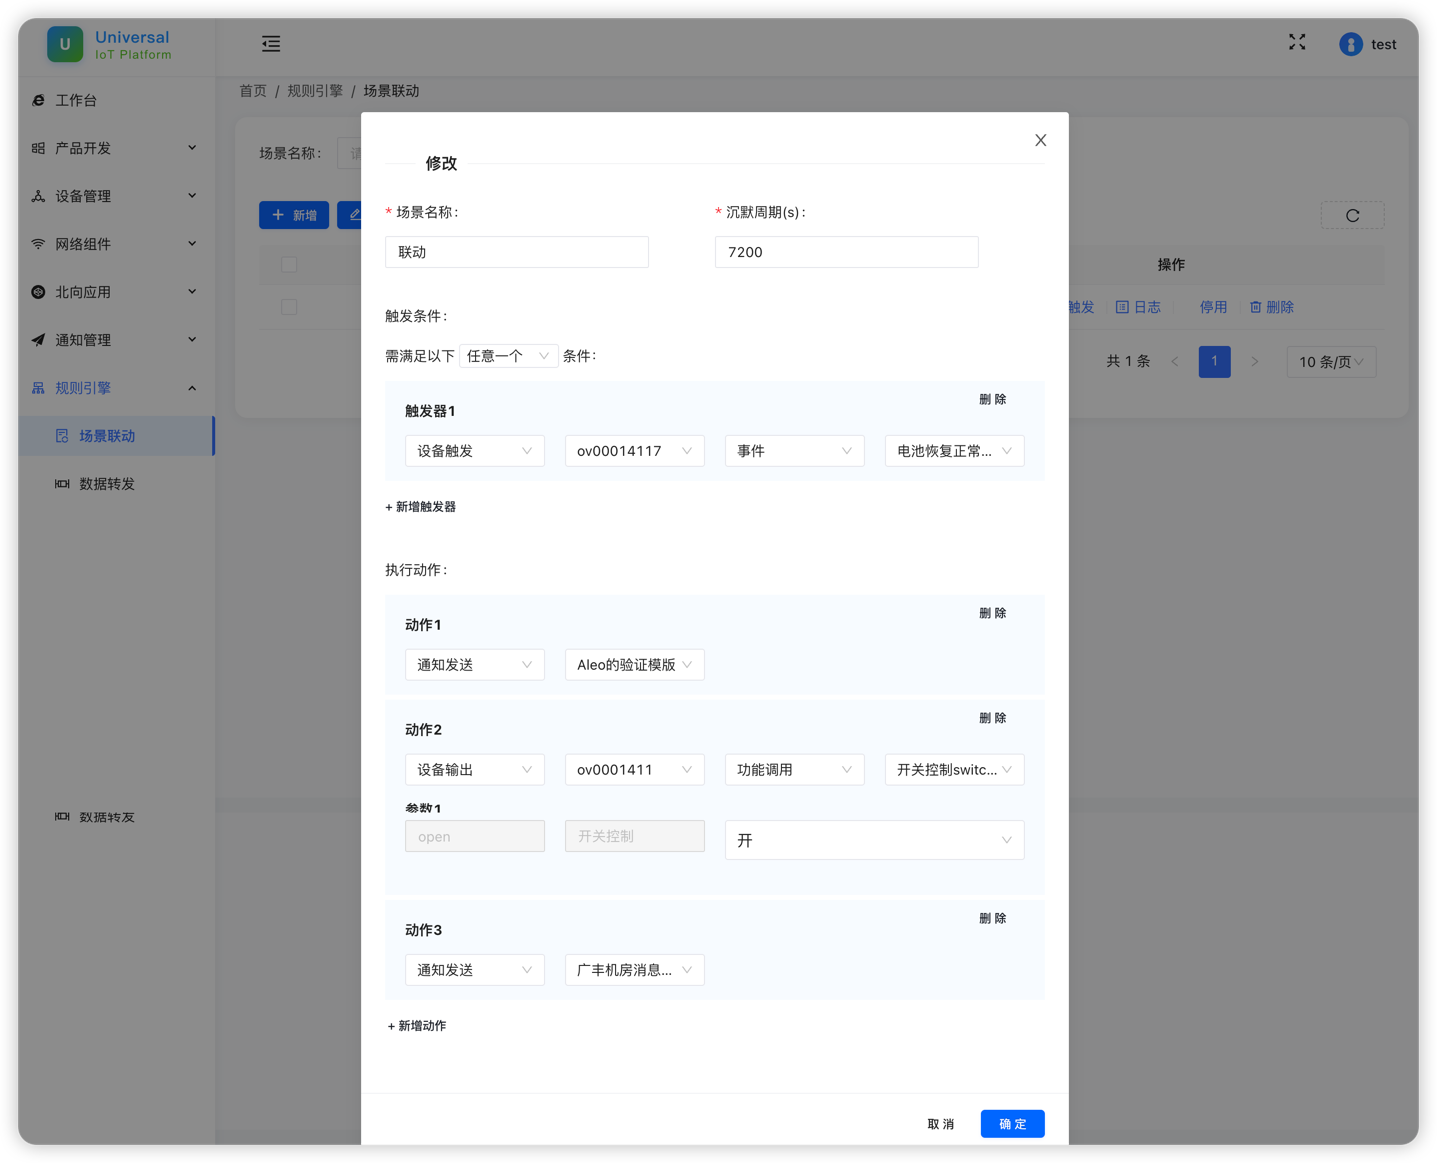 U
Universal
IoT Platform
test
工作台
产品开发
设备管理
网络组件
北向应用
通知管理
规则引擎
场景联动
数据转发
数据转发
首页 / 规则引擎 / 场景联动
场景名称： 请
+ 新增
操作
触发 日志 停用 删除
共 1 条 < 1 > 10 条/页
修改
* 场景名称：
* 沉默周期(s)：
联动
7200
触发条件：
需满足以下 任意一个 条件：
删 除
触发器1
设备触发 ov00014117 事件 电池恢复正常...
+ 新增触发器
执行动作：
删 除
动作1
通知发送 Aleo的验证模版
删 除
动作2
设备输出 ov0001411 功能调用 开关控制switc...
参数1
open 开关控制 开
删 除
动作3
通知发送 广丰机房消息...
+ 新增动作
取 消 确 定